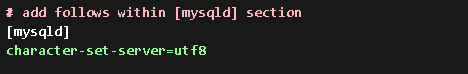 # add follows within [mysqld] section
[mysqld]
character-set-server=utf8